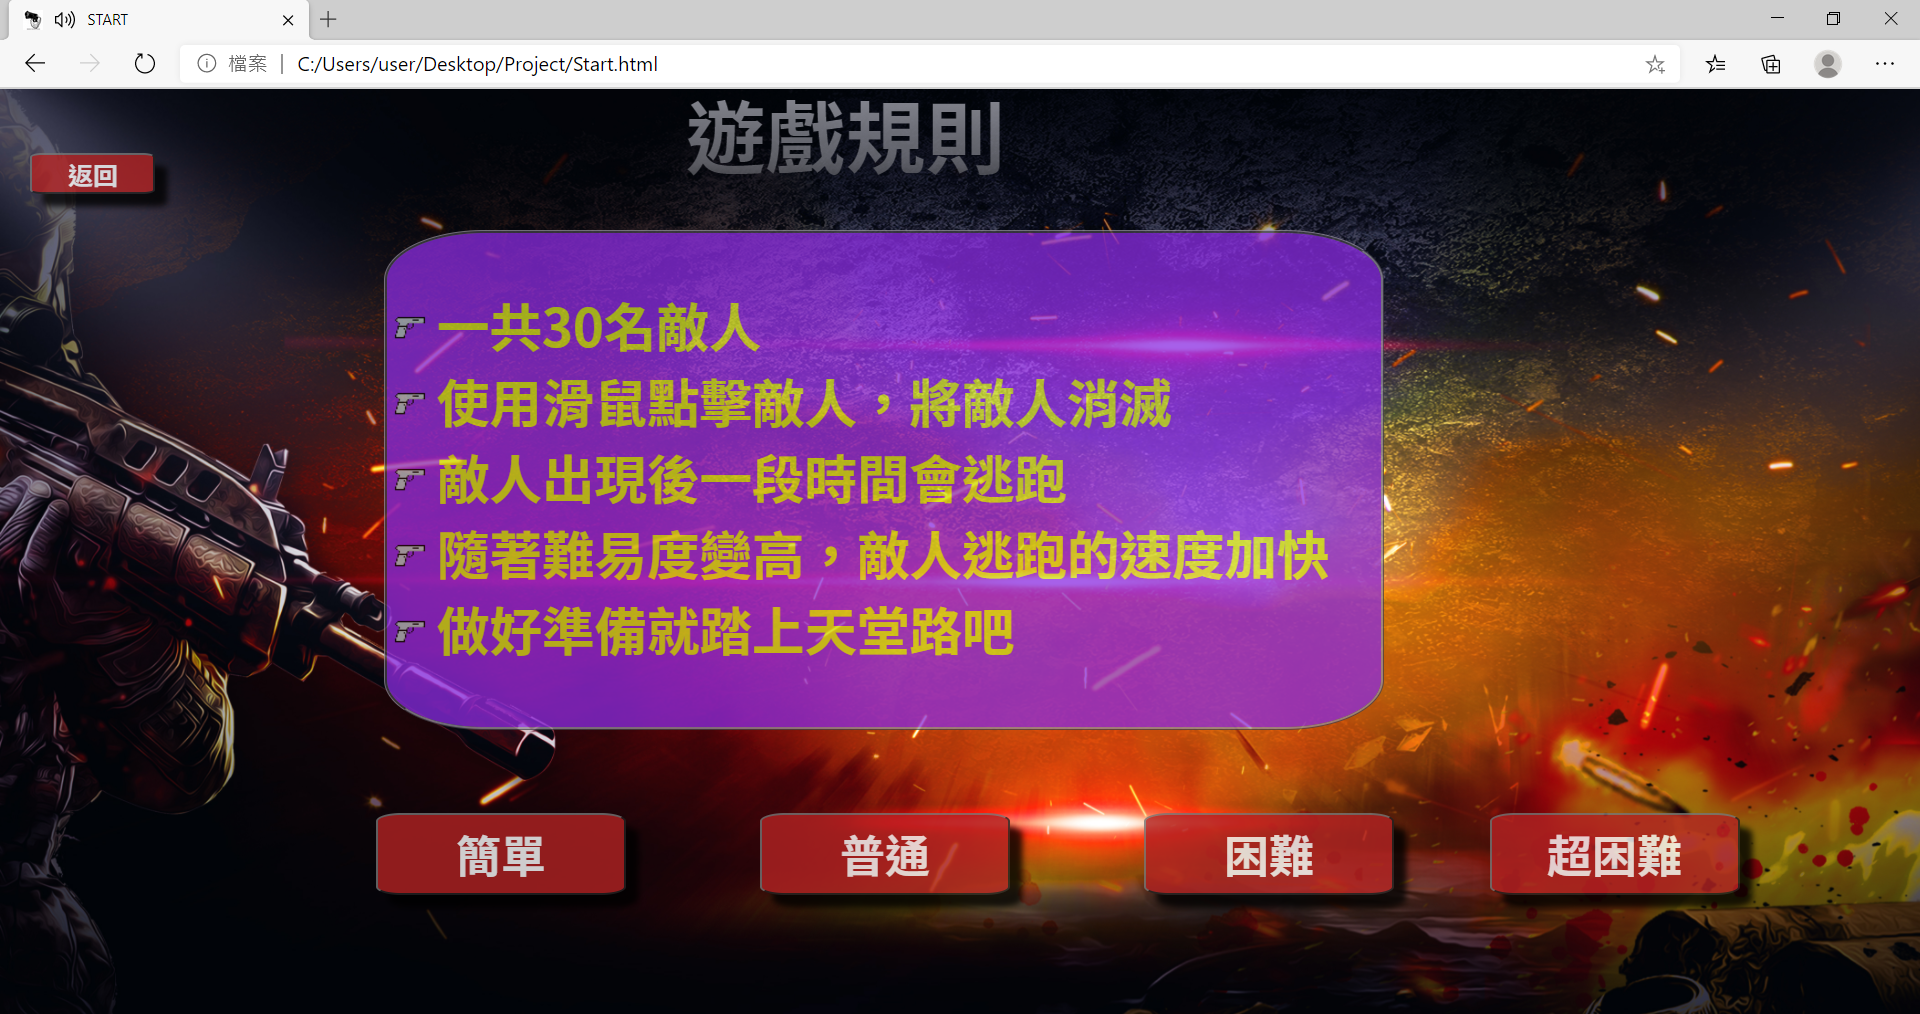 START
檔案
C:/Users/user/Desktop/Project/Start.html
遊戲規則
返回
一共30名敵人
使用滑鼠點擊敵人，將敵人消滅
敵人出現後一段時間會逃跑
隨著難易度變高，敵人逃跑的速度加快
做好準備就踏上天堂路吧
簡單
普通
困難
超困難